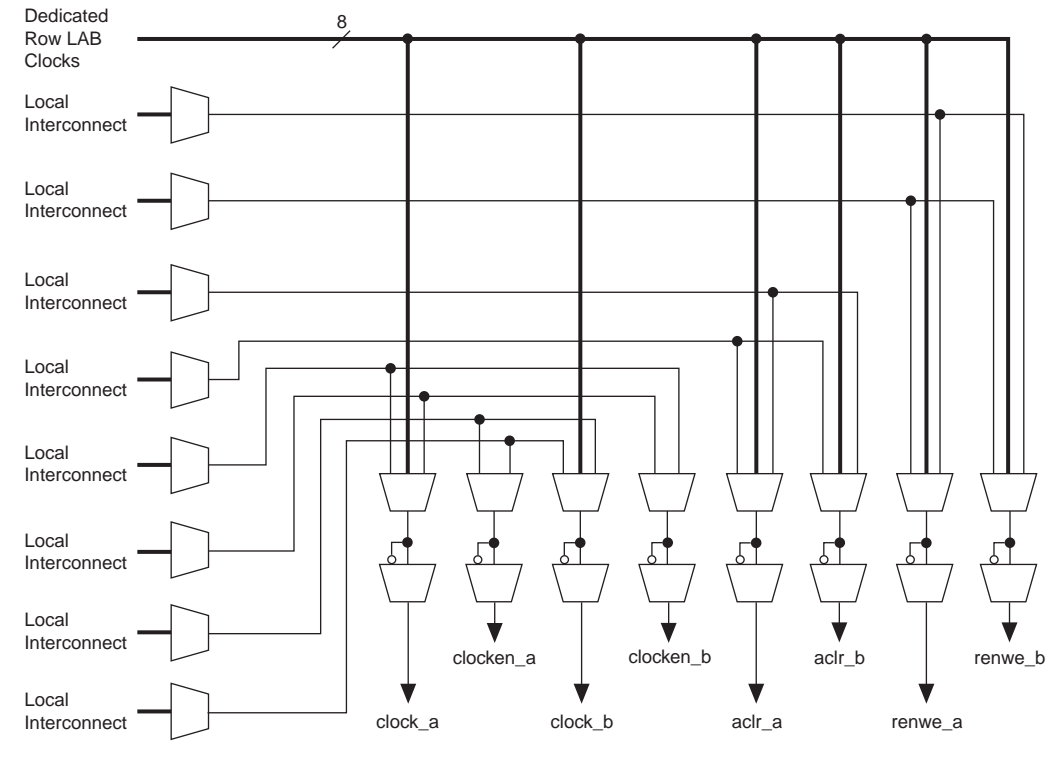 Dedicated
Row LAB
Clocks
8
Local
Interconnect
Local
Interconnect
Local
Interconnect
Local
Interconnect
Local
Interconnect
Local
Interconnect
Local
Interconnect
Local
Interconnect
clocken_a
clocken_b
aclr_b
renwe_b
clock_a
clock_b
aclr_a
renwe_a